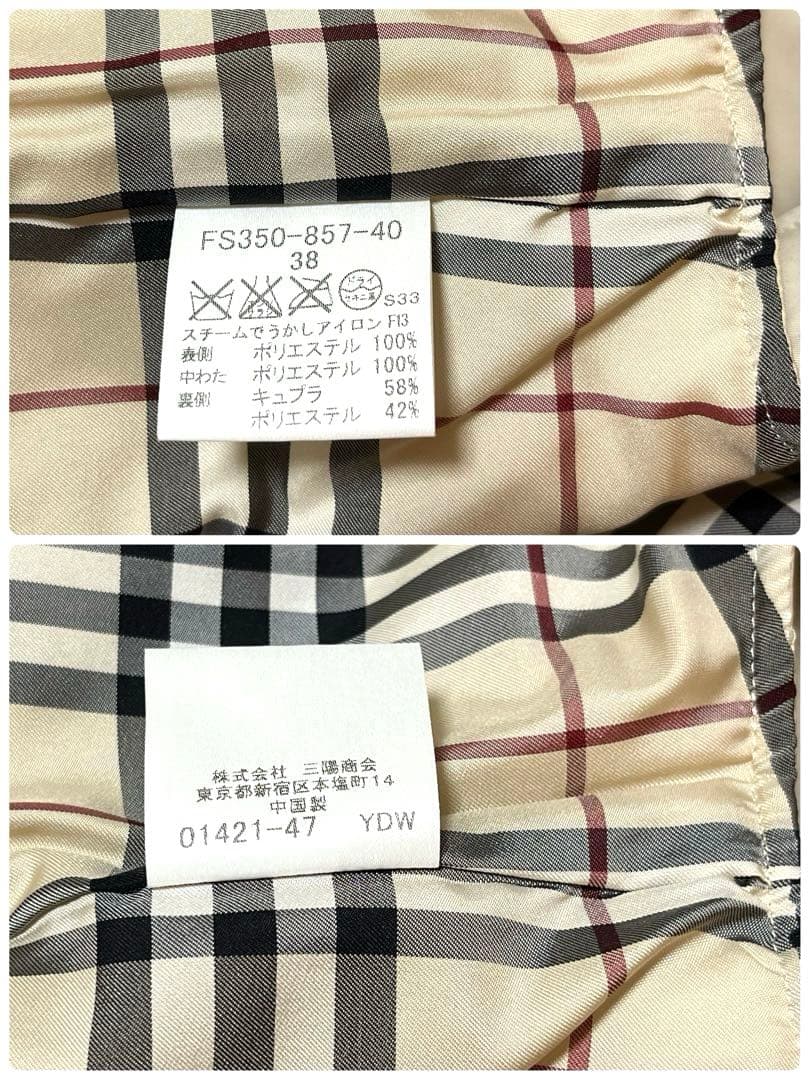 FS350-857-40
38
ドライ
セキユ系
S33
スチームでうかしアイロン F13
表側 ポリエステル 100%
中わた ポリエステル 100%
裏側 キュプラ 58%
ポリエステル 42%
株式会社 三陽商会
東京都新宿区本塩町14
中国製
01421-47 YDW